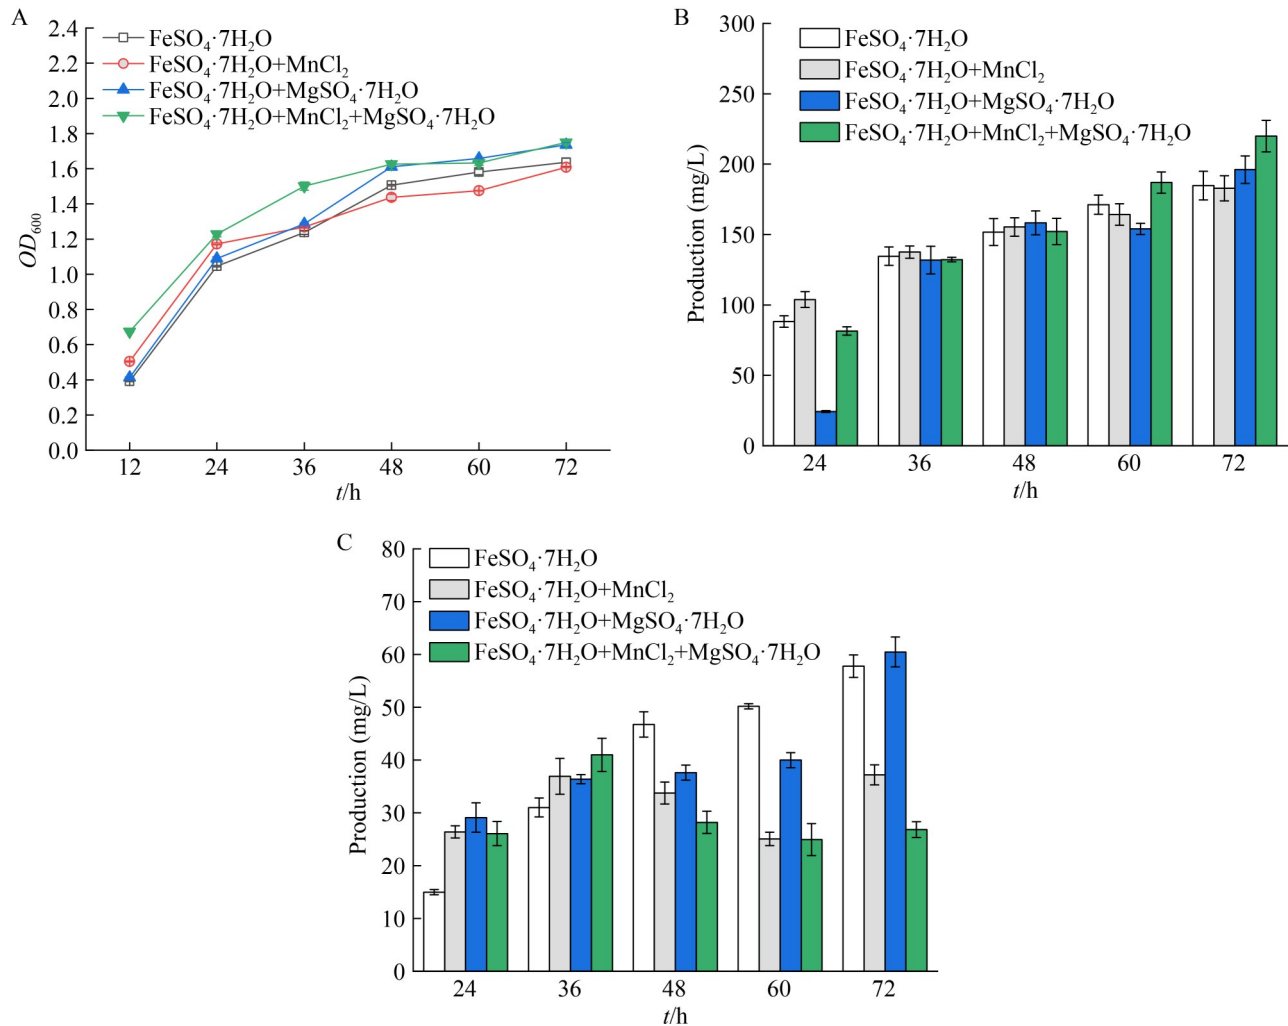 A
2.4
2.2
2.0
1.8
1.6
1.4
1.2
1.0
0.8
0.6
0.4
0.2
0.0
OD₆₀₀
FeSO₄·7H₂O
FeSO₄·7H₂O+MnCl₂
FeSO₄·7H₂O+MgSO₄·7H₂O
FeSO₄·7H₂O+MnCl₂+MgSO₄·7H₂O
12 24 36 48 60 72
t/h
B
300
250
200
150
100
50
0
Production (mg/L)
FeSO₄·7H₂O
FeSO₄·7H₂O+MnCl₂
FeSO₄·7H₂O+MgSO₄·7H₂O
FeSO₄·7H₂O+MnCl₂+MgSO₄·7H₂O
24 36 48 60 72
t/h
C
80
70
60
50
40
30
20
10
0
Production (mg/L)
FeSO₄·7H₂O
FeSO₄·7H₂O+MnCl₂
FeSO₄·7H₂O+MgSO₄·7H₂O
FeSO₄·7H₂O+MnCl₂+MgSO₄·7H₂O
24 36 48 60 72
t/h